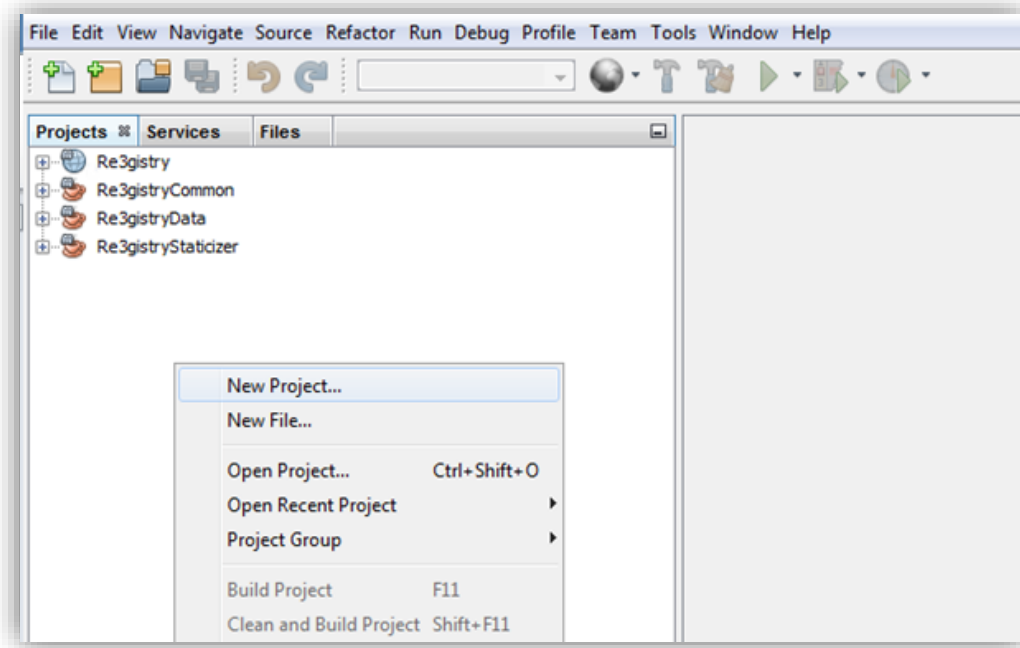 File Edit View Navigate Source Refactor Run Debug Profile Team Tools Window Help
Projects Services Files
Re3gistry
Re3gistryCommon
Re3gistryData
Re3gistryStaticizer
New Project...
New File...
Open Project... Ctrl+Shift+O
Open Recent Project
Project Group
Build Project F11
Clean and Build Project Shift+F11